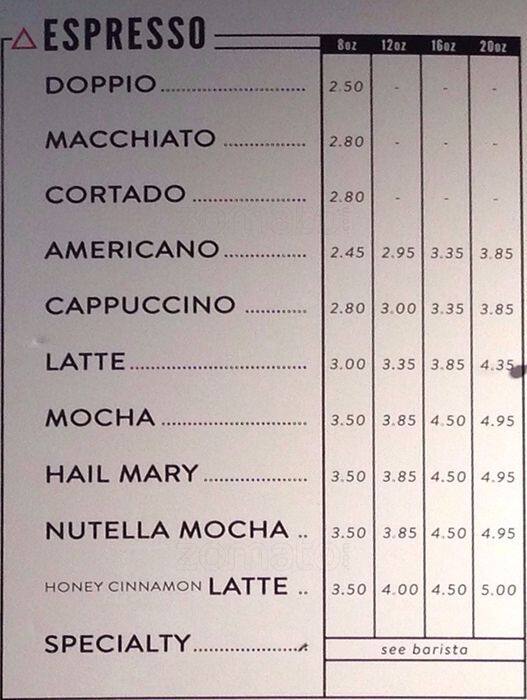 ESPRESSO 8oz 12oz 16oz 20oz
DOPPIO 2.50 - - -
MACCHIATO 2.80 - - -
CORTADO 2.80 - - -
AMERICANO 2.45 2.95 3.35 3.85
CAPPUCCINO 2.80 3.00 3.35 3.85
LATTE 3.00 3.35 3.85 4.35
MOCHA 3.50 3.85 4.50 4.95
HAIL MARY 3.50 3.85 4.50 4.95
NUTELLA MOCHA 3.50 3.85 4.50 4.95
HONEY CINNAMON LATTE 3.50 4.00 4.50 5.00
SPECIALTY see barista
zomato
zomato